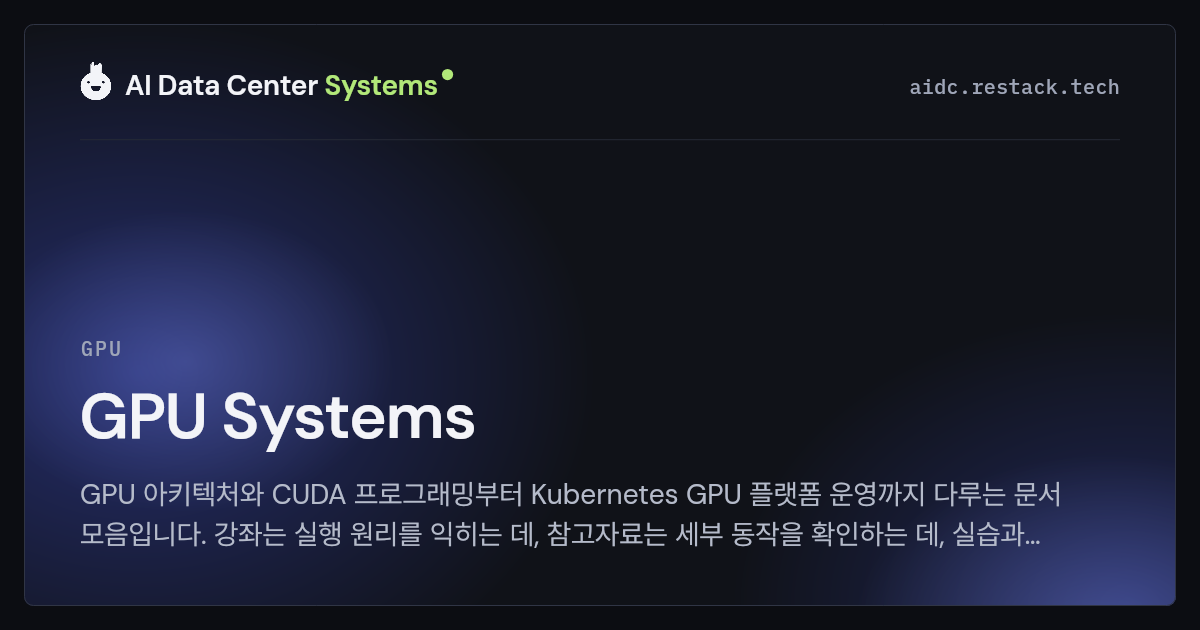 AI Data Center Systems
aidc.restack.tech
GPU
GPU Systems
GPU 아키텍처와 CUDA 프로그래밍부터 Kubernetes GPU 플랫폼 운영까지 다루는 문서
모음입니다. 강좌는 실행 원리를 익히는 데, 참고자료는 세부 동작을 확인하는 데, 실습과…